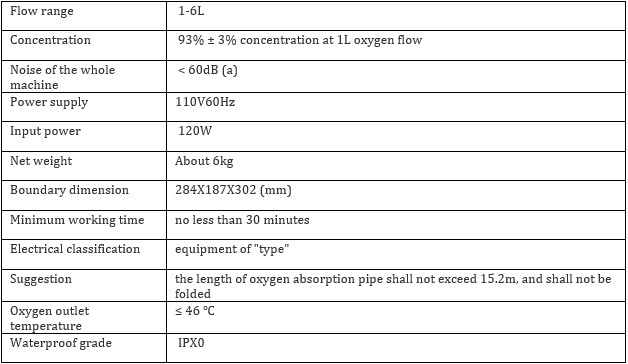 Flow range 1-6L
Concentration 93% ± 3% concentration at 1L oxygen flow
Noise of the whole < 60dB (a)
machine
Power supply 110V60Hz
Input power 120W
Net weight About 6kg
Boundary dimension 284X187X302 (mm)
Minimum working time no less than 30 minutes
Electrical classification equipment of "type"
Suggestion the length of oxygen absorption pipe shall not exceed 15.2m, and shall not be
folded
Oxygen outlet ≤ 46 ℃
temperature
Waterproof grade IPX0